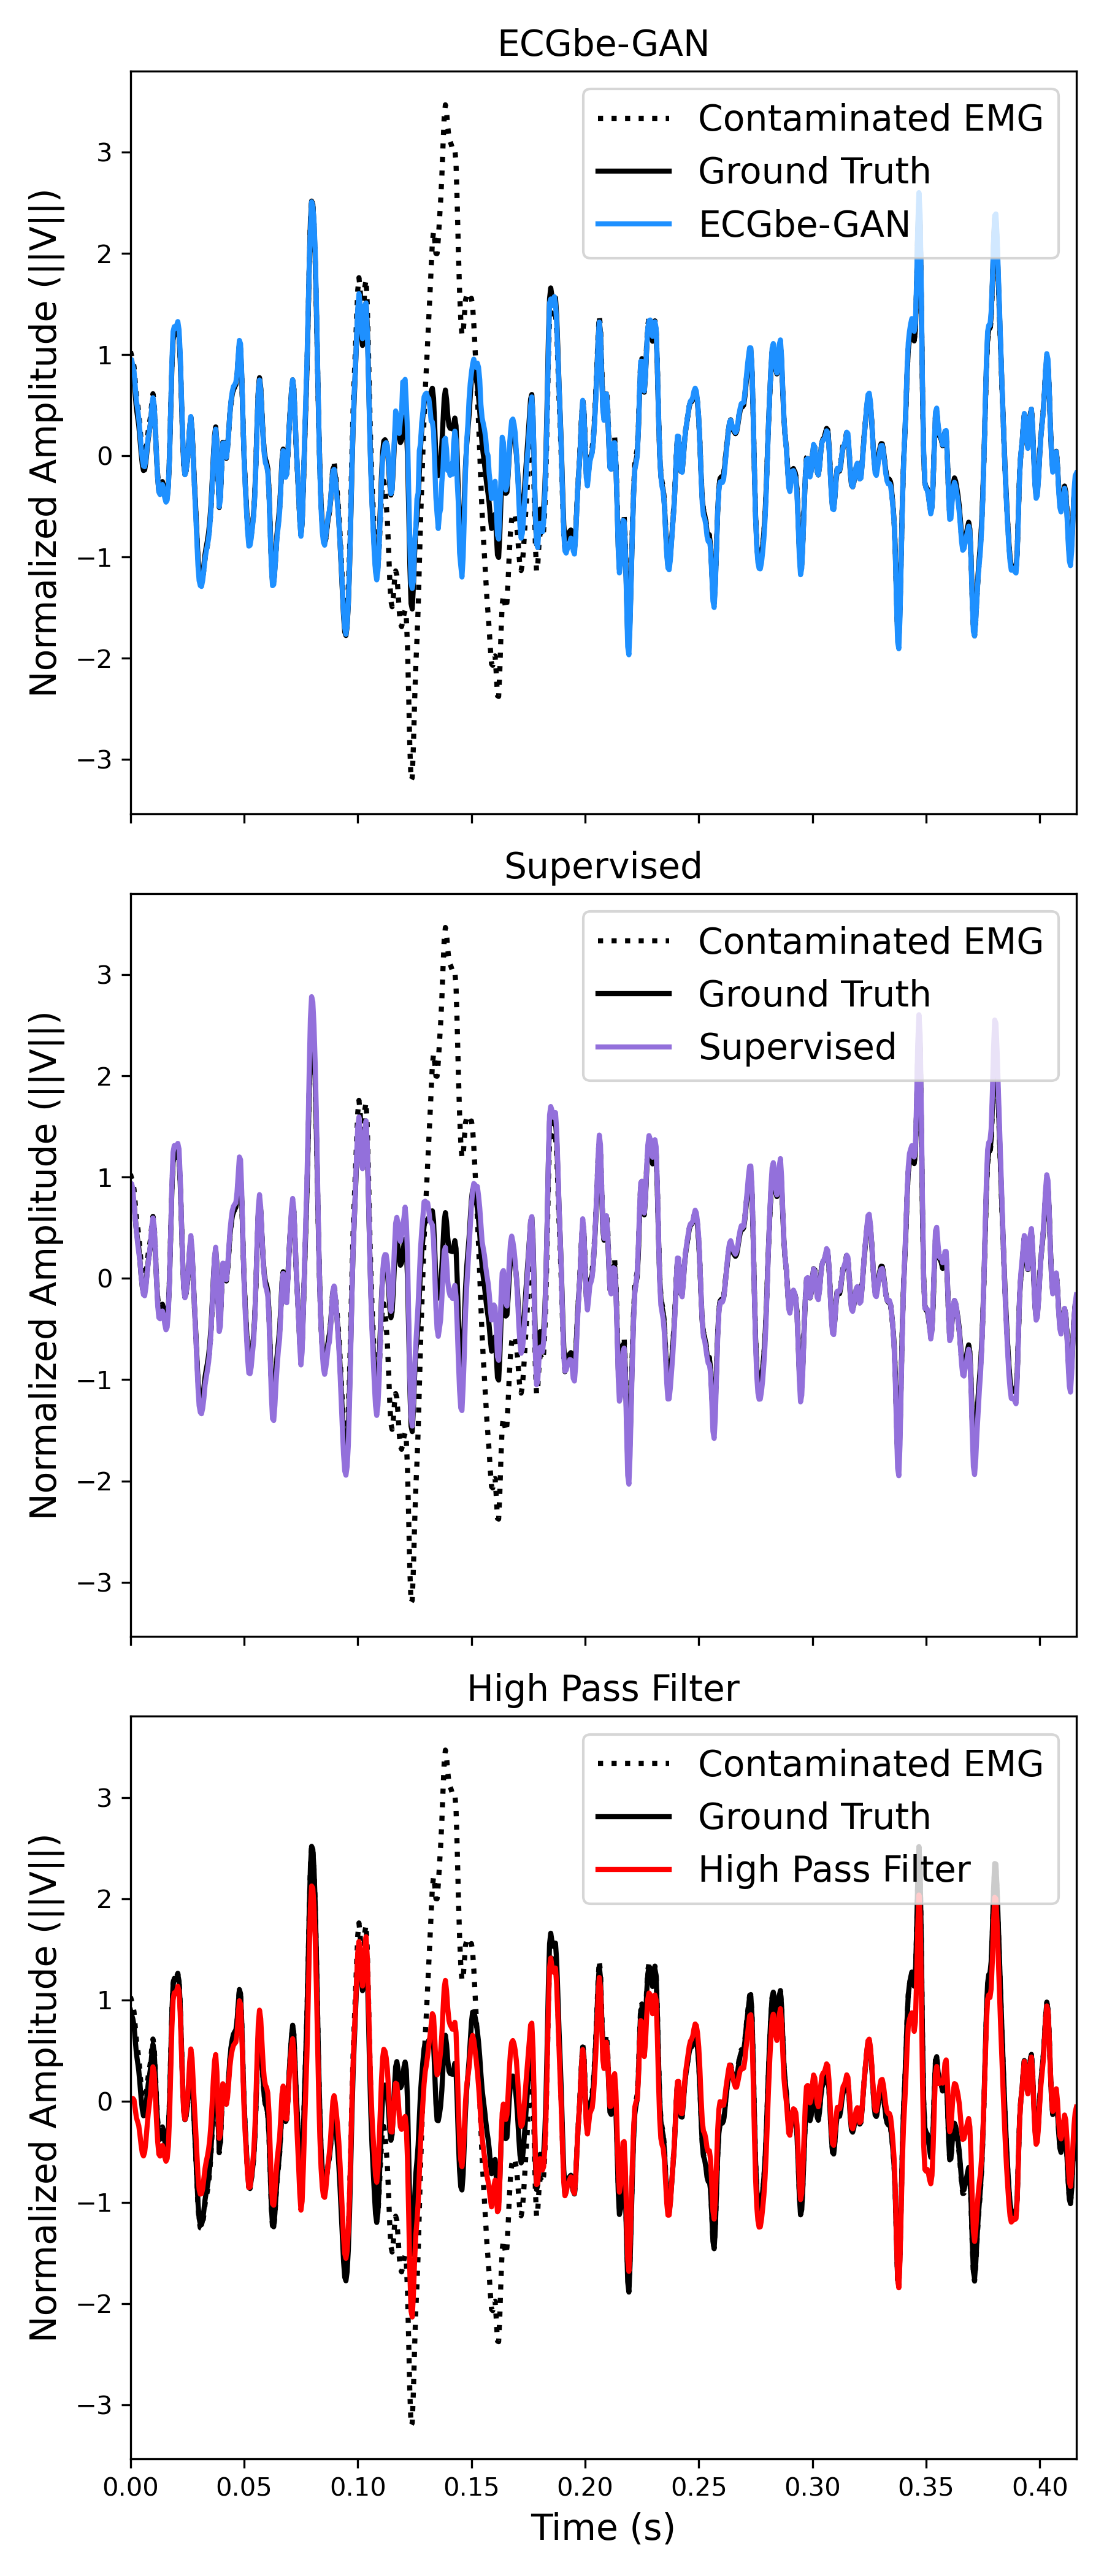 ECGbe-GAN
Contaminated EMG
Ground Truth
ECGbe-GAN
Normalized Amplitude (||V||)
3
2
1
0
−1
−2
−3
Supervised
Contaminated EMG
Ground Truth
Supervised
Normalized Amplitude (||V||)
3
2
1
0
−1
−2
−3
High Pass Filter
Contaminated EMG
Ground Truth
High Pass Filter
Normalized Amplitude (||V||)
3
2
1
0
−1
−2
−3
0.00 0.05 0.10 0.15 0.20 0.25 0.30 0.35 0.40
Time (s)